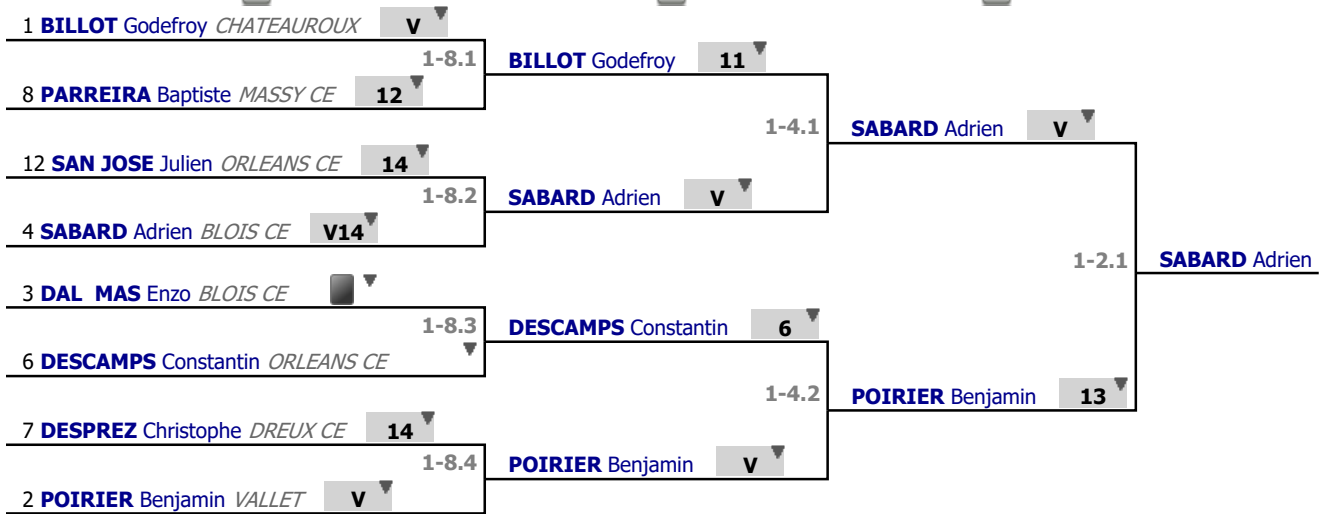 1 BILLOT Godefroy CHATEAUROUX V
1-8.1
BILLOT Godefroy 11
8 PARREIRA Baptiste MASSY CE 12
1-4.1
SABARD Adrien V
12 SAN JOSE Julien ORLEANS CE 14
1-8.2
SABARD Adrien V
4 SABARD Adrien BLOIS CE V14
1-2.1
SABARD Adrien
3 DAL MAS Enzo BLOIS CE
1-8.3
DESCAMPS Constantin 6
6 DESCAMPS Constantin ORLEANS CE
1-4.2
POIRIER Benjamin 13
7 DESPREZ Christophe DREUX CE 14
1-8.4
POIRIER Benjamin V
2 POIRIER Benjamin VALLET V